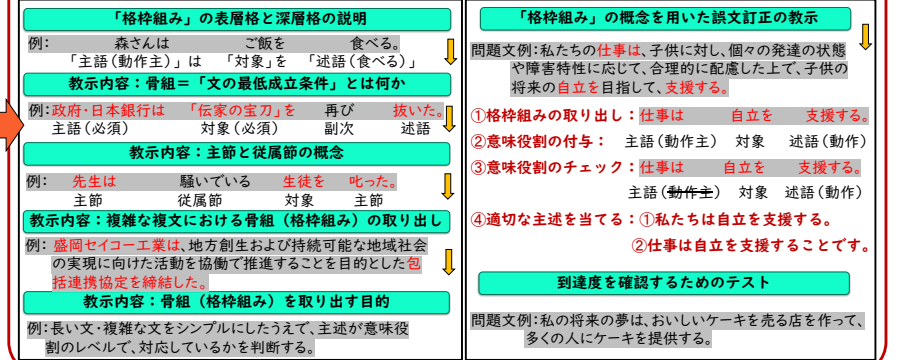 「格枠組み」の表層格と深層格の説明
例: 森さんは ご飯を 食べる。
「主語(動作主)」は 「対象」を 「述語(食べる)」
教示内容:骨組=「文の最低成立条件」とは何か
例:政府・日本銀行は 「伝家の宝刀」を 再び 抜いた。
主語(必須) 対象(必須) 副次 述語
教示内容:主節と従属節の概念
例: 先生は 騒いでいる 生徒を 叱った。
主節 従属節 対象 主節
教示内容:複雑な複文における骨組(格枠組み)の取り出し
例: 盛岡セイコー工業は、地方創生および持続可能な地域社会
の実現に向けた活動を協働で推進することを目的とした包
括連携協定を締結した。
教示内容:骨組(格枠組み)を取り出す目的
例:長い文・複雑な文をシンプルにしたうえで、主述が意味役
割のレベルで、対応しているかを判断する。
「格枠組み」の概念を用いた誤文訂正の教示
問題文例:私たちの仕事は、子供に対し、個々の発達の状態
や障害特性に応じて、合理的に配慮した上で、子供の
将来の自立を目指して、支援する。
①格枠組みの取り出し:仕事は 自立を 支援する。
②意味役割の付与: 主語(動作主) 対象 述語(動作)
③意味役割のチェック:仕事は 自立を 支援する。
主語(動作主) 対象 述語(動作)
④適切な主述を当てる:①私たちは自立を支援する。
②仕事は自立を支援することです。
到達度を確認するためのテスト
問題文例:私の将来の夢は、おいしいケーキを売る店を作って、
多くの人にケーキを提供する。